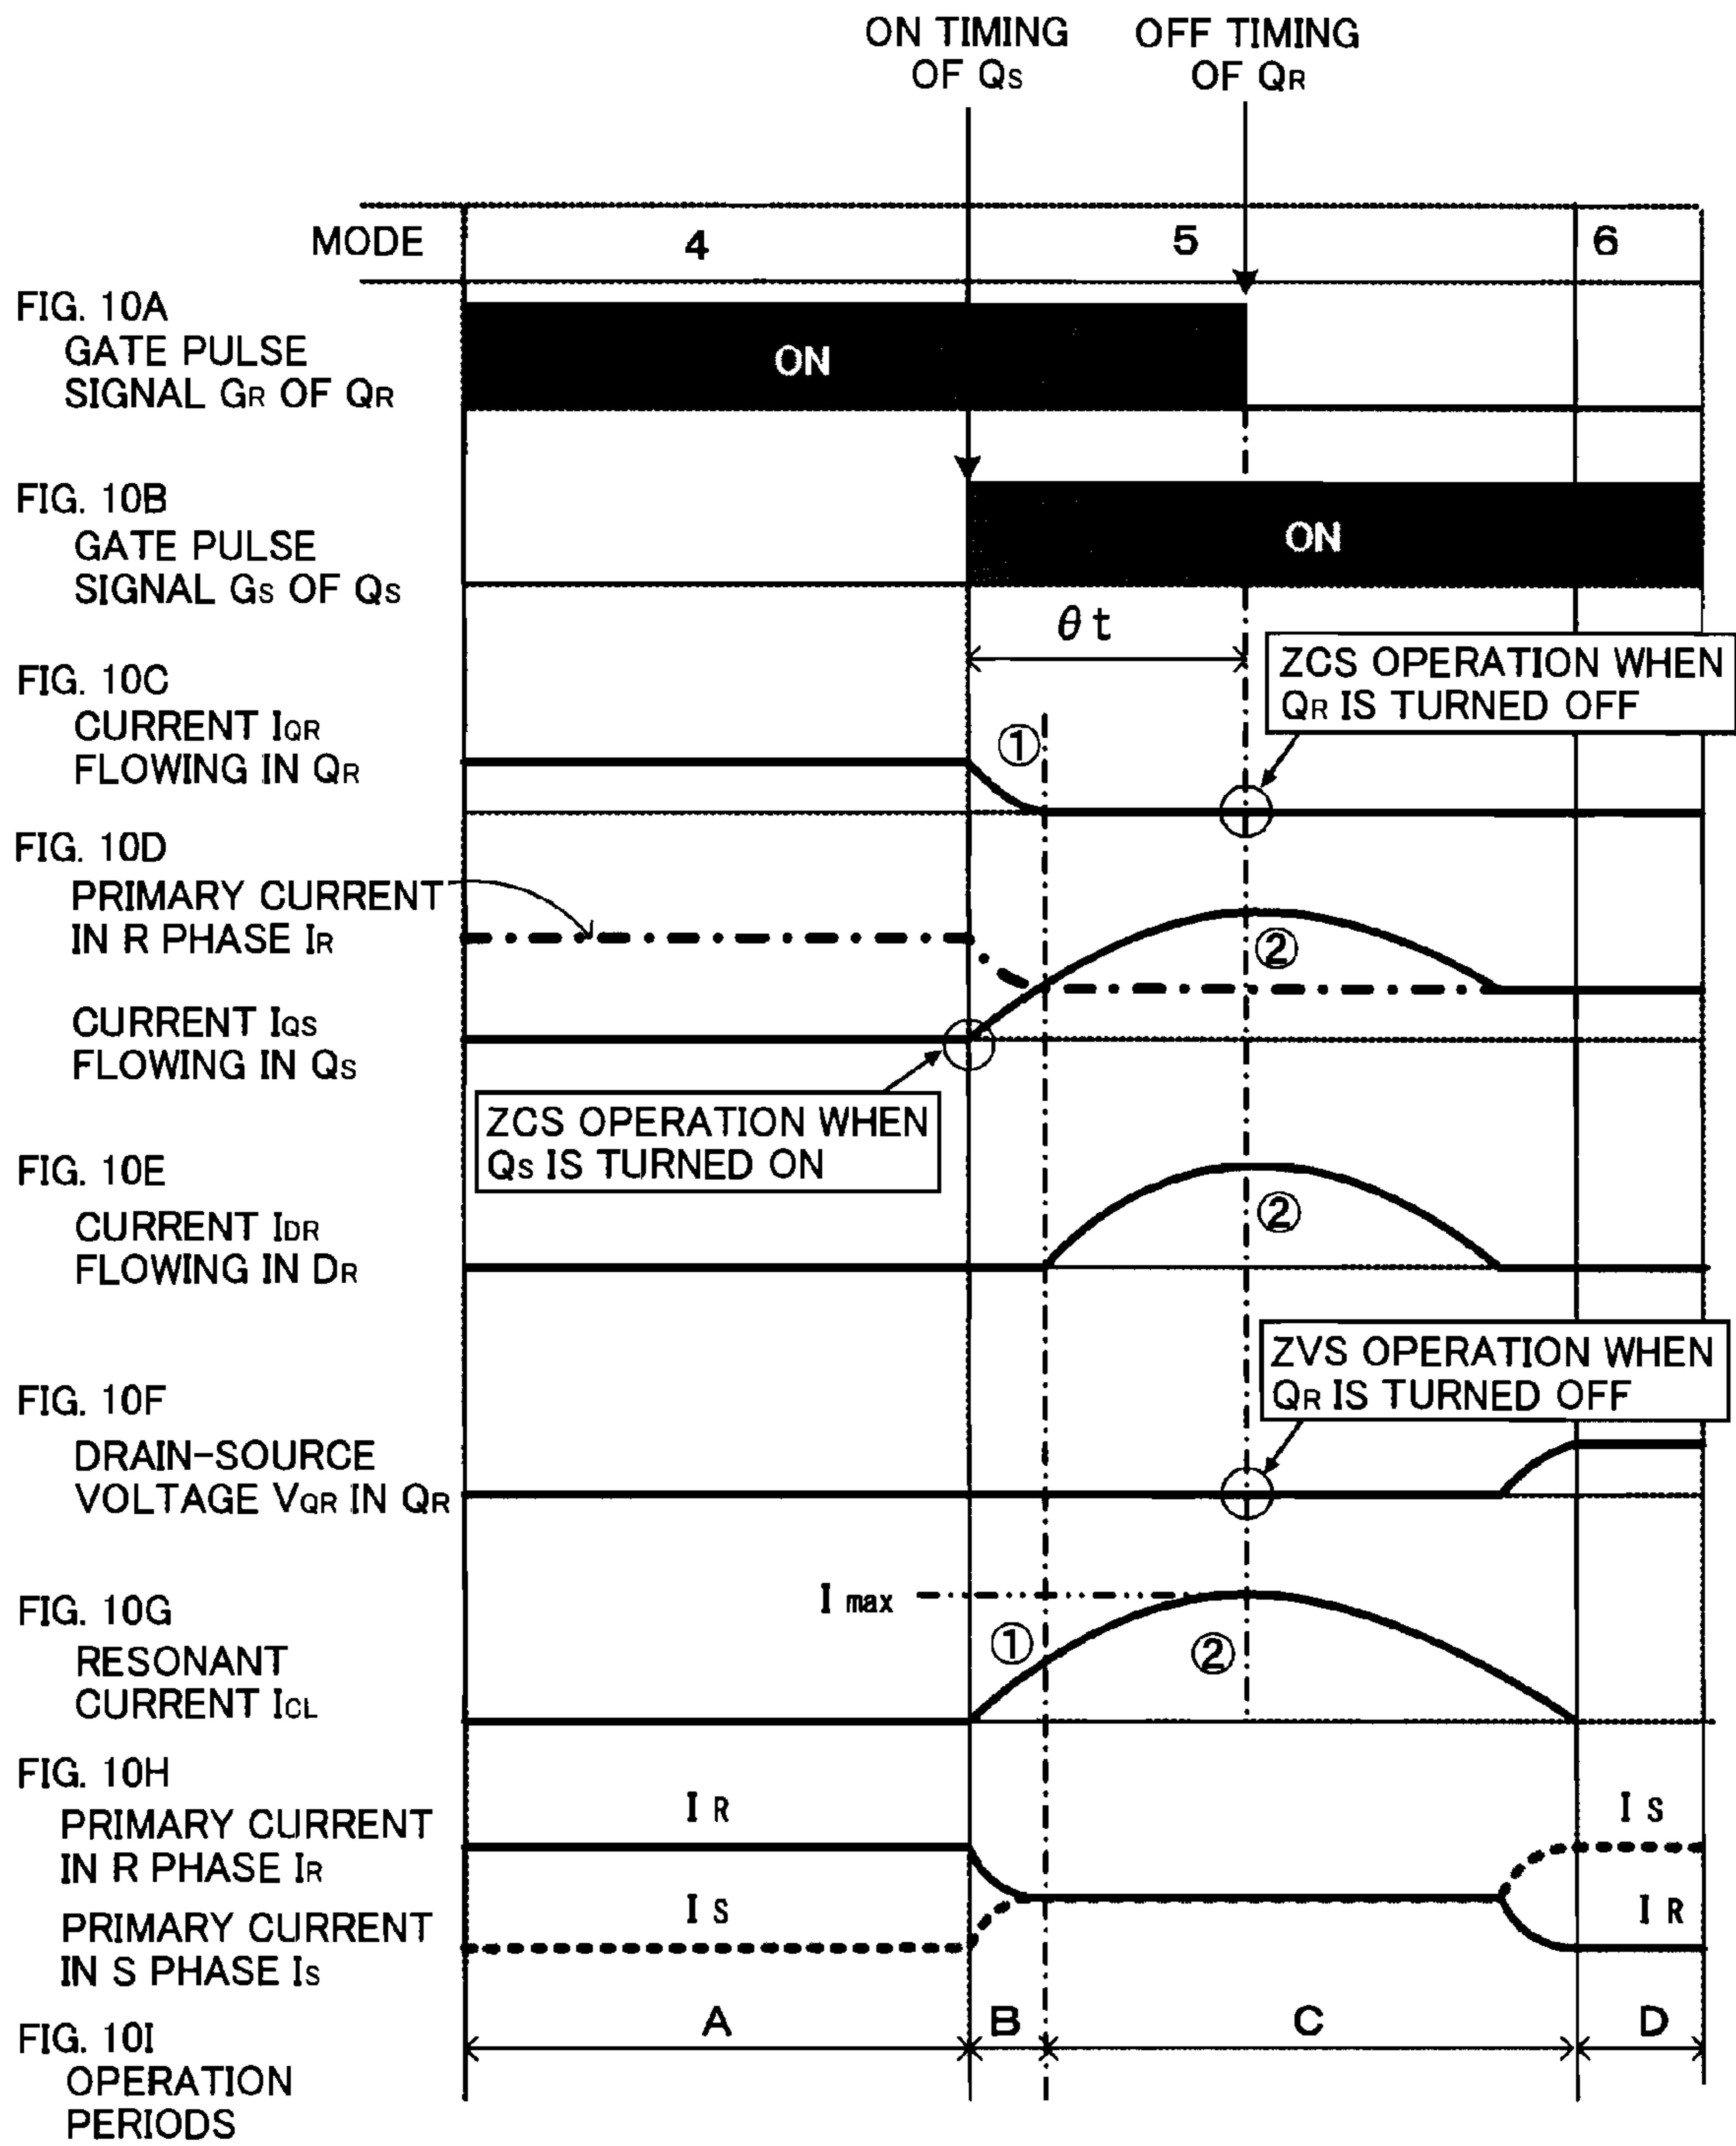 ON TIMING
OF QS
OFF TIMING
OF QR
MODE
4
5
6
FIG. 10A
GATE PULSE
SIGNAL GR OF QR
ON
FIG. 10B
GATE PULSE
SIGNAL GS OF QS
ON
θt
FIG. 10C
CURRENT IQR
FLOWING IN QR
①
ZCS OPERATION WHEN
QR IS TURNED OFF
FIG. 10D
PRIMARY CURRENT
IN R PHASE IR
②
CURRENT IQS
FLOWING IN QS
ZCS OPERATION WHEN
QS IS TURNED ON
FIG. 10E
CURRENT IDR
FLOWING IN DR
②
ZVS OPERATION WHEN
QR IS TURNED OFF
FIG. 10F
DRAIN-SOURCE
VOLTAGE VQR IN QR
FIG. 10G
RESONANT
CURRENT ICL
I max
①
②
FIG. 10H
PRIMARY CURRENT
IN R PHASE IR
I R
I S
PRIMARY CURRENT
IN S PHASE IS
I S
I R
FIG. 10I
OPERATION
PERIODS
A
B
C
D